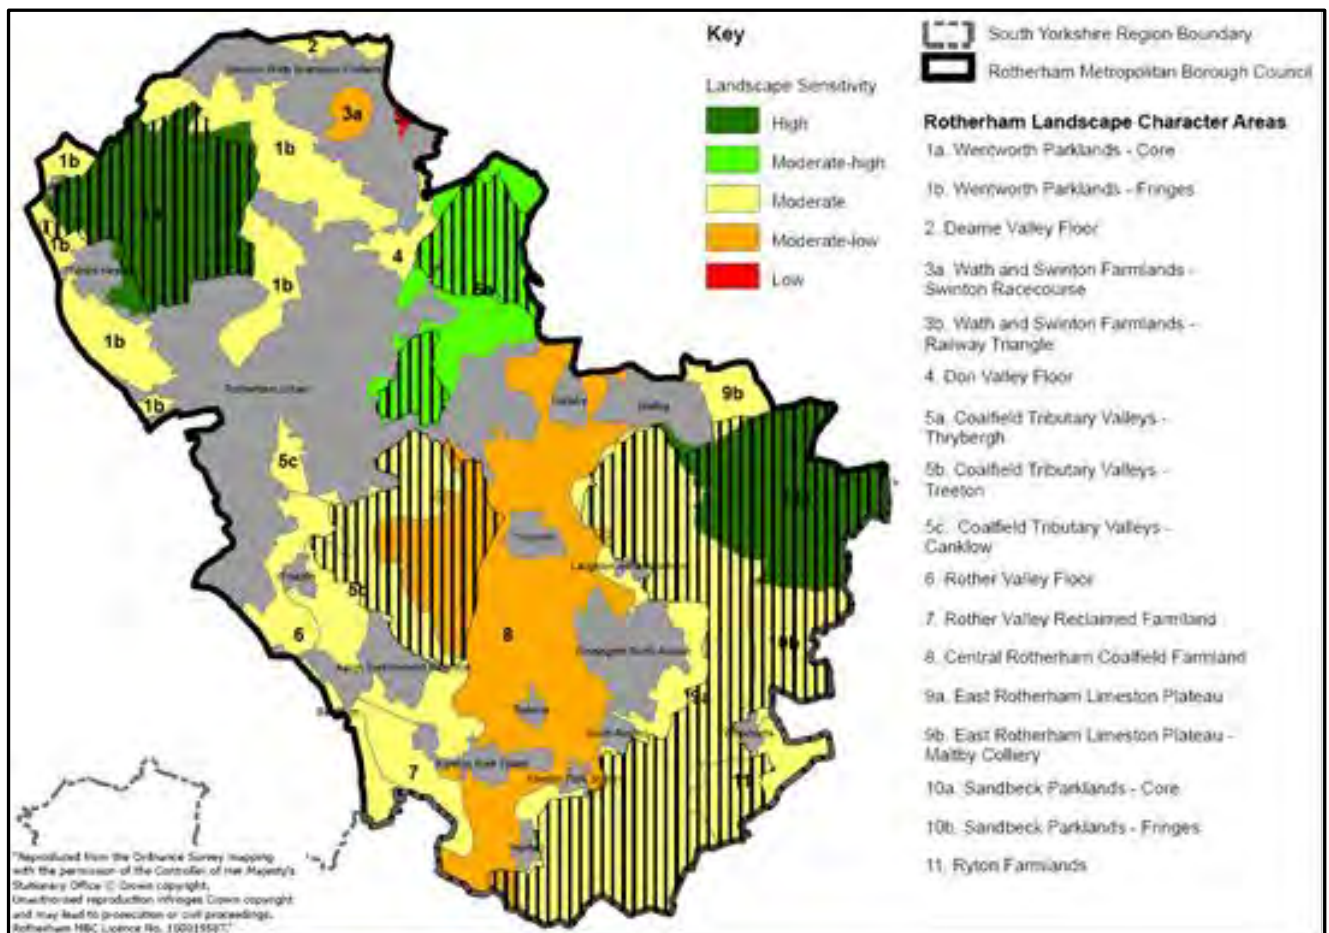 Key
Landscape Sensitivity
High
Moderate-high
Moderate
Moderate-low
Low
South Yorkshire Region Boundary
Rotherham Metropolitan Borough Council
Rotherham Landscape Character Areas
1a. Wentworth Parklands - Core
1b. Wentworth Parklands - Fringes
2. Dearne Valley Floor
3a. Wath and Swinton Farmlands -
Swinton Racecourse
3b. Wath and Swinton Farmlands -
Railway Triangle
4. Don Valley Floor
5a. Coalfield Tributary Valleys -
Thrybergh
5b. Coalfield Tributary Valleys -
Treeton
5c. Coalfield Tributary Valleys -
Canklow
6. Rother Valley Floor
7. Rother Valley Reclaimed Farmland
8. Central Rotherham Coalfield Farmland
9a. East Rotherham Limeston Plateau
9b. East Rotherham Limeston Plateau -
Maltby Colliery
10a. Sandbeck Parklands - Core
10b. Sandbeck Parklands - Fringes
11. Ryton Farmlands
2
3a
1b
1b
1b
4
1b
1b
1b
9b
5c
Rotherham Urban
Maltby
6
8
7
11
"Reproduced from the Ordnance Survey mapping
with the permission of the Controller of Her Majesty's
Stationary Office © Crown copyright.
Unauthorised reproduction infringes Crown copyright
and may lead to prosecution or civil proceedings.
Rotherham MBC Licence No. 100019587."